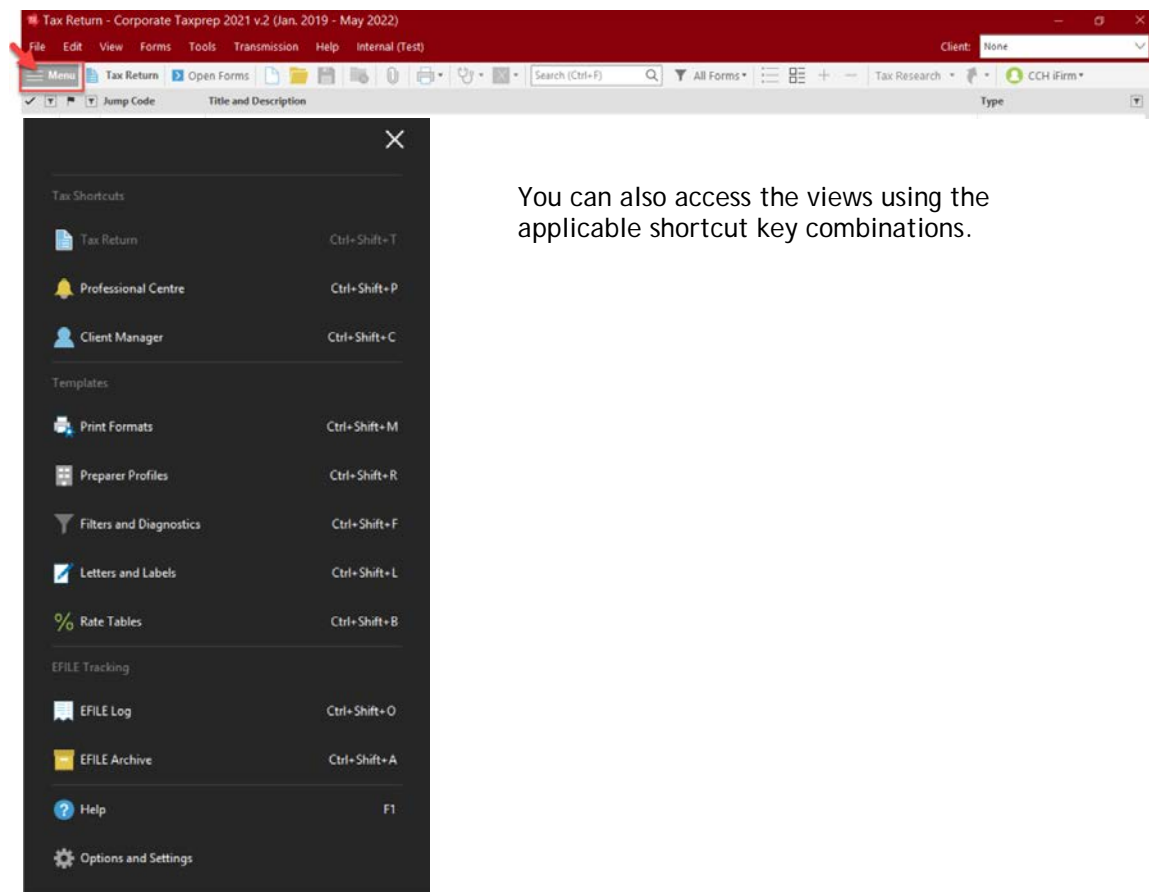 Tax Return - Corporate Taxprep 2021 v.2 (Jan. 2019 - May 2022)
File Edit View Forms Tools Transmission Help Internal (Test) Client: None
Menu Tax Return Open Forms Search (Ctrl+F) All Forms Tax Research CCH iFirm
Jump Code Title and Description Type
Tax Shortcuts
Tax Return Ctrl+Shift+T
Professional Centre Ctrl+Shift+P
Client Manager Ctrl+Shift+C
Templates
Print Formats Ctrl+Shift+M
Preparer Profiles Ctrl+Shift+R
Filters and Diagnostics Ctrl+Shift+F
Letters and Labels Ctrl+Shift+L
Rate Tables Ctrl+Shift+B
EFILE Tracking
EFILE Log Ctrl+Shift+O
EFILE Archive Ctrl+Shift+A
Help F1
Options and Settings
You can also access the views using the
applicable shortcut key combinations.